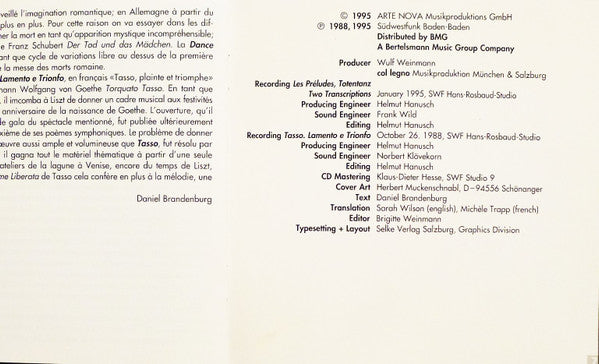 veillé l'imagination romantique; en Allemagne à partir du
plus en plus. Pour cette raison on va essayer dans les dif-
ner la mort en tant qu'apparition mystique incompréhensible;
e Franz Schubert Der Tod und das Mädchen. La Dance
ant que cycle de variations libre au dessus de la première
e la messe des morts romaine.
Lamento e Trionfo, en français «Tasso, plainte et triomphe»
mann Wolfgang von Goethe Torquato Tasso. En tant que
, il imcomba à Liszt de donner un cadre musical aux festivités
anniversaire de la naissance de Goethe. L'ouverture, qu'il
de gala du spectacle mentionné, fut publiée ultérieurement
xième de ses poèmes symphoniques. Le problème de donner
œuvre aussi ample et volumineuse que Tasso, fut résolu par
il gagna tout le matériel thématique à partir d'une seule
ateliers de la lagune à Venise, encore du temps de Liszt,
me Liberata de Tasso cela confère en plus à la mélodie, une
Daniel Brandenburg
© 1995 ARTE NOVA Musikproduktions GmbH
℗ 1988, 1995 Südwestfunk Baden-Baden
Distributed by BMG
A Bertelsmann Music Group Company
Producer Wulf Weinmann
col legno Musikproduktion München & Salzburg
Recording Les Préludes, Totentanz
Two Transcriptions January 1995, SWF Hans-Rosbaud-Studio
Producing Engineer Helmut Hanusch
Sound Engineer Frank Wild
Editing Helmut Hanusch
Recording Tasso. Lamento e Trionfo October 26, 1988, SWF Hans-Rosbaud-Studio
Producing Engineer Helmut Hanusch
Sound Engineer Norbert Klövekorn
Editing Helmut Hanusch
CD Mastering Klaus-Dieter Hesse, SWF Studio 9
Cover Art Herbert Muckenschnabl, D-94556 Schönanger
Text Daniel Brandenburg
Translation Sarah Wilson (english), Michèle Trapp (french)
Editor Brigitte Weinmann
Typesetting + Layout Selke Verlag Salzburg, Graphics Division